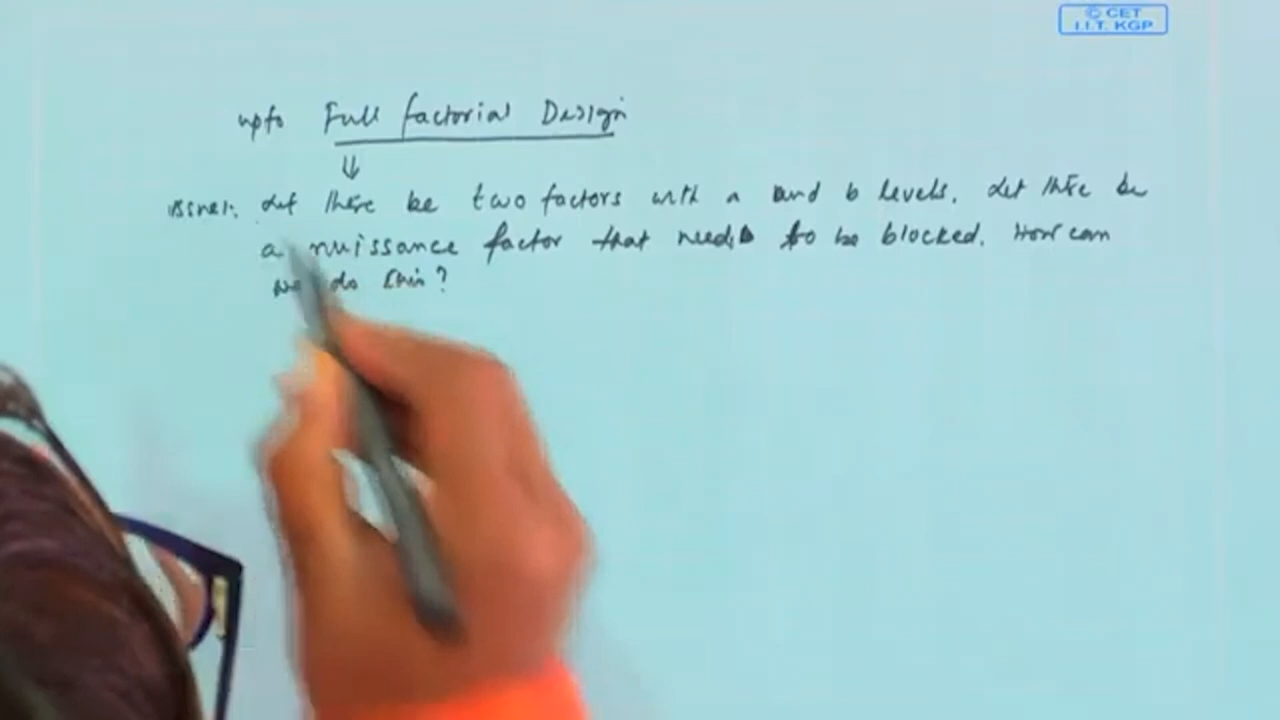 © CET
I.I.T. KGP
upto Full factorial Design
⇓
issue1: Let there be two factors with a and b levels. Let there be
a nuissance factor that needs to be blocked. How can
we do this?